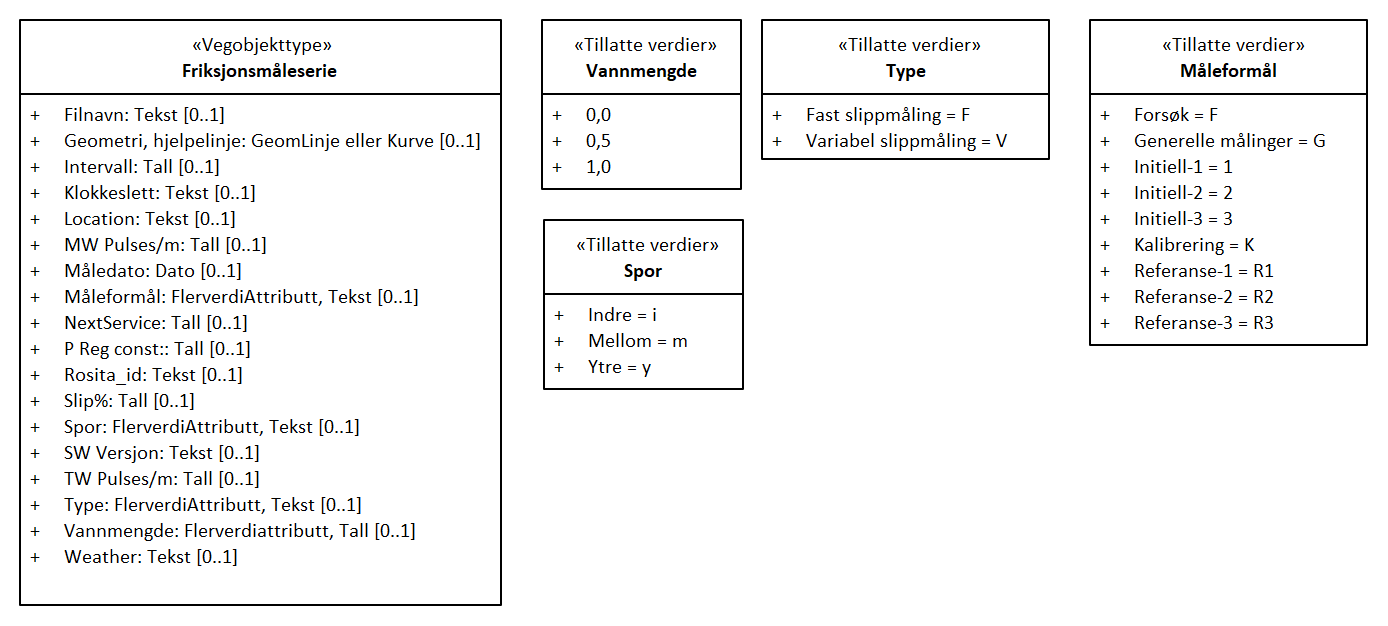 «Vegobjekttype»
Friksjonsmåleserie
+ Filnavn: Tekst [0..1]
+ Geometri, hjelpelinje: GeomLinje eller Kurve [0..1]
+ Intervall: Tall [0..1]
+ Klokkeslett: Tekst [0..1]
+ Location: Tekst [0..1]
+ MW Pulses/m: Tall [0..1]
+ Måledato: Dato [0..1]
+ Måleformål: FlerverdiAttributt, Tekst [0..1]
+ NextService: Tall [0..1]
+ P Reg const:: Tall [0..1]
+ Rosita_id: Tekst [0..1]
+ Slip%: Tall [0..1]
+ Spor: FlerverdiAttributt, Tekst [0..1]
+ SW Versjon: Tekst [0..1]
+ TW Pulses/m: Tall [0..1]
+ Type: FlerverdiAttributt, Tekst [0..1]
+ Vannmengde: Flerverdiattributt, Tall [0..1]
+ Weather: Tekst [0..1]
«Tillatte verdier»
Vannmengde
+ 0,0
+ 0,5
+ 1,0
«Tillatte verdier»
Spor
+ Indre = i
+ Mellom = m
+ Ytre = y
«Tillatte verdier»
Type
+ Fast slippmåling = F
+ Variabel slippmåling = V
«Tillatte verdier»
Måleformål
+ Forsøk = F
+ Generelle målinger = G
+ Initiell-1 = 1
+ Initiell-2 = 2
+ Initiell-3 = 3
+ Kalibrering = K
+ Referanse-1 = R1
+ Referanse-2 = R2
+ Referanse-3 = R3